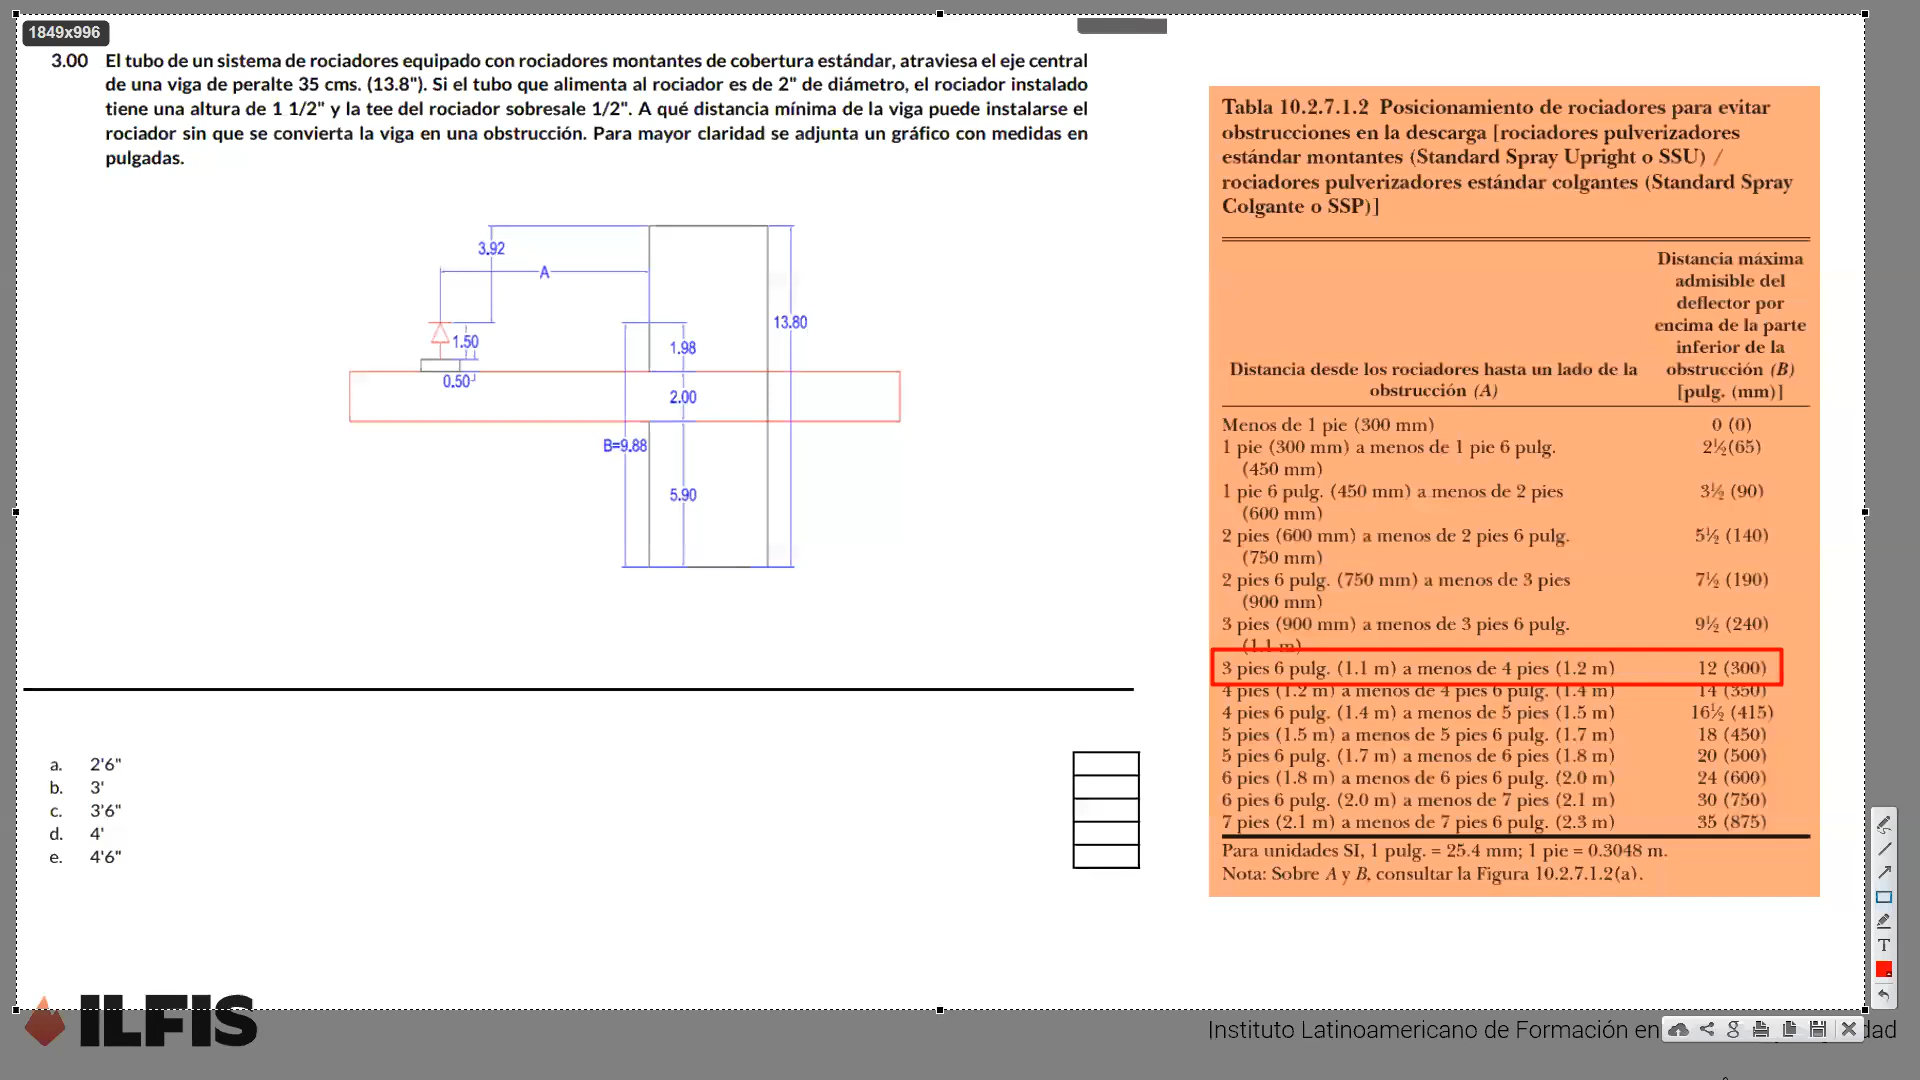 1849x996
3.00 El tubo de un sistema de rociadores equipado con rociadores montantes de cobertura estándar, atraviesa el eje central
de una viga de peralte 35 cms. (13.8"). Si el tubo que alimenta al rociador es de 2" de diámetro, el rociador instalado
tiene una altura de 1 1/2" y la tee del rociador sobresale 1/2". A qué distancia mínima de la viga puede instalarse el
rociador sin que se convierta la viga en una obstrucción. Para mayor claridad se adjunta un gráfico con medidas en
pulgadas.
3.92
A
13.80
1.50
1.98
0.50
2.00
B=9.88
5.90
a. 2'6"
b. 3'
c. 3'6"
d. 4'
e. 4'6"
Tabla 10.2.7.1.2 Posicionamiento de rociadores para evitar
obstrucciones en la descarga [rociadores pulverizadores
estándar montantes (Standard Spray Upright o SSU) /
rociadores pulverizadores estándar colgantes (Standard Spray
Colgante o SSP)]
Distancia desde los rociadores hasta un lado de la
obstrucción (A)
Distancia máxima
admisible del
deflector por
encima de la parte
inferior de la
obstrucción (B)
[pulg. (mm)]
Menos de 1 pie (300 mm) 0 (0)
1 pie (300 mm) a menos de 1 pie 6 pulg. 2½(65)
(450 mm)
1 pie 6 pulg. (450 mm) a menos de 2 pies 3½ (90)
(600 mm)
2 pies (600 mm) a menos de 2 pies 6 pulg. 5½ (140)
(750 mm)
2 pies 6 pulg. (750 mm) a menos de 3 pies 7½ (190)
(900 mm)
3 pies (900 mm) a menos de 3 pies 6 pulg. 9½ (240)
(1.1 m)
3 pies 6 pulg. (1.1 m) a menos de 4 pies (1.2 m) 12 (300)
4 pies (1.2 m) a menos de 4 pies 6 pulg. (1.4 m) 14 (350)
4 pies 6 pulg. (1.4 m) a menos de 5 pies (1.5 m) 16½ (415)
5 pies (1.5 m) a menos de 5 pies 6 pulg. (1.7 m) 18 (450)
5 pies 6 pulg. (1.7 m) a menos de 6 pies (1.8 m) 20 (500)
6 pies (1.8 m) a menos de 6 pies 6 pulg. (2.0 m) 24 (600)
6 pies 6 pulg. (2.0 m) a menos de 7 pies (2.1 m) 30 (750)
7 pies (2.1 m) a menos de 7 pies 6 pulg. (2.3 m) 35 (875)
Para unidades SI, 1 pulg. = 25.4 mm; 1 pie = 0.3048 m.
Nota: Sobre A y B, consultar la Figura 10.2.7.1.2(a).
T
ILFIS
Instituto Latinoamericano de Formación en
g
dad